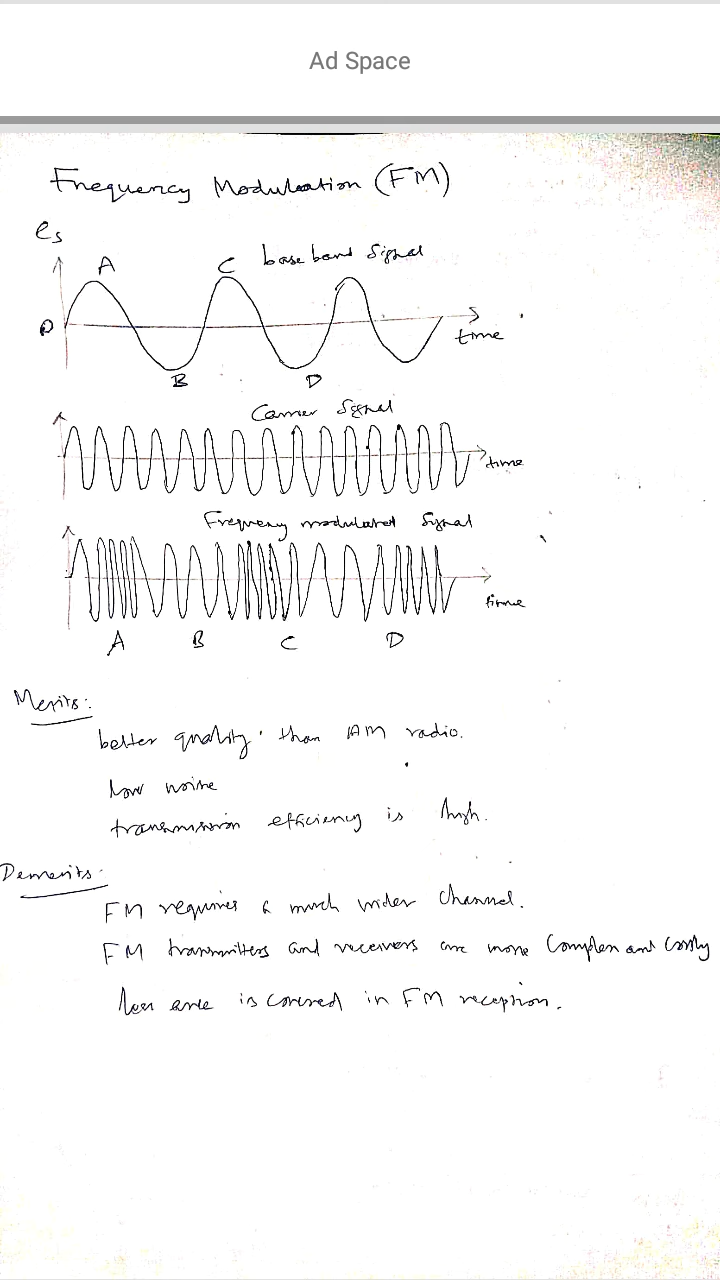 Ad Space
Frequency Modulation (FM)
es
A
C
base band Signal
O
time
B
D
Carrier Signal
time
Frequency modulated Signal
time
A B C D
Merits:
better quality than AM radio.
low noise
transmission efficiency is high.
Demerits:
FM requires a much wider channel.
FM transmitters and receivers are more Complex and Costly
less area is covered in FM reception.